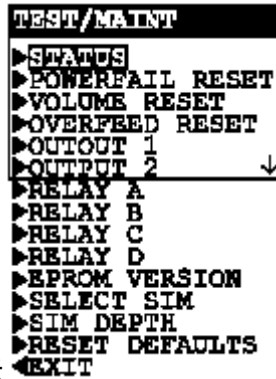 TEST/MAINT
STATUS
POWERFAIL RESET
VOLUME RESET
OVERFEED RESET
OUTOUT 1
OUTPUT 2 ↓
RELAY A
RELAY B
RELAY C
RELAY D
EPROM VERSION
SELECT SIM
SIM DEPTH
RESET DEFAULTS
EXIT